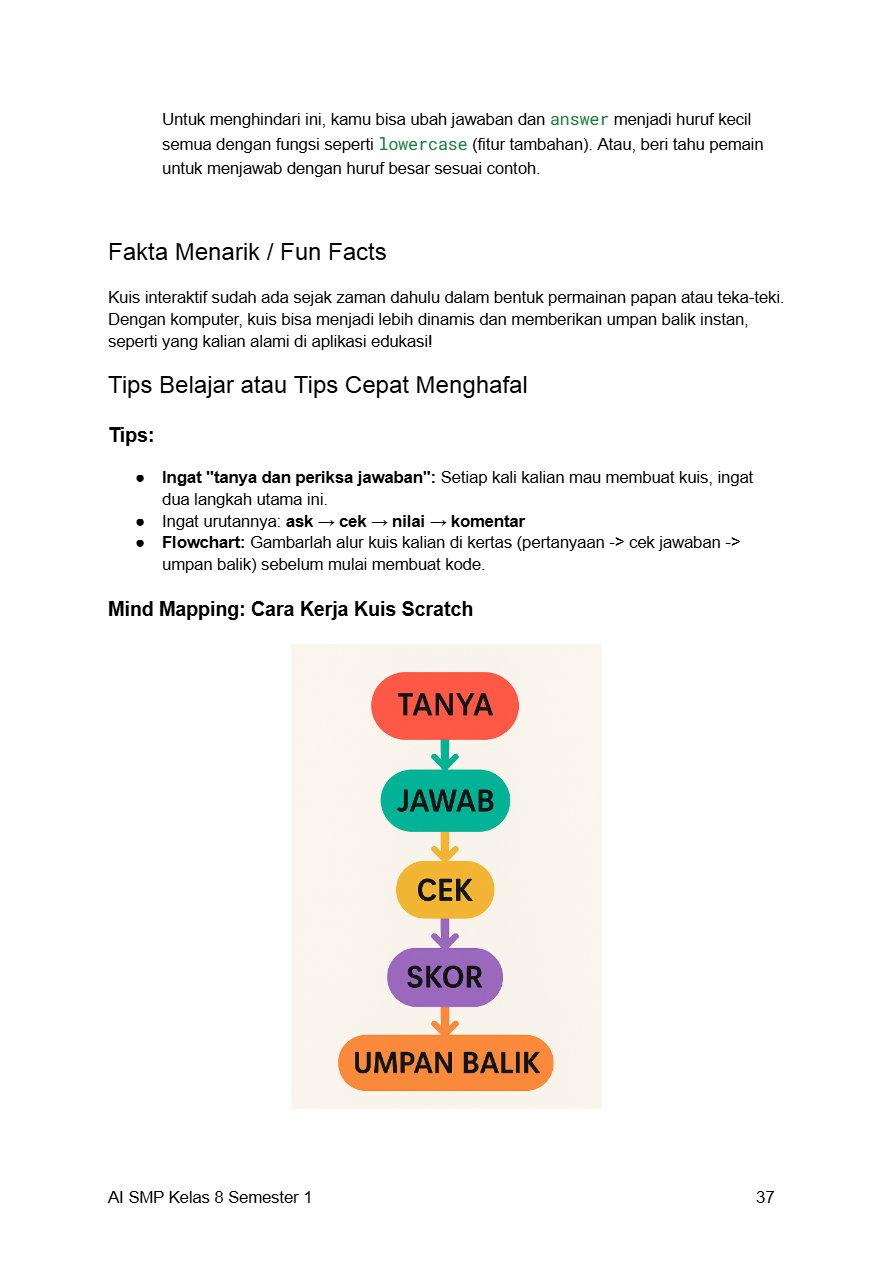 Untuk menghindari ini, kamu bisa ubah jawaban dan answer menjadi huruf kecil
semua dengan fungsi seperti lowercase (fitur tambahan). Atau, beri tahu pemain
untuk menjawab dengan huruf besar sesuai contoh.
Fakta Menarik / Fun Facts
Kuis interaktif sudah ada sejak zaman dahulu dalam bentuk permainan papan atau teka-teki.
Dengan komputer, kuis bisa menjadi lebih dinamis dan memberikan umpan balik instan,
seperti yang kalian alami di aplikasi edukasi!
Tips Belajar atau Tips Cepat Menghafal
Tips:
● Ingat "tanya dan periksa jawaban": Setiap kali kalian mau membuat kuis, ingat
dua langkah utama ini.
● Ingat urutannya: ask → cek → nilai → komentar
● Flowchart: Gambarlah alur kuis kalian di kertas (pertanyaan -> cek jawaban ->
umpan balik) sebelum mulai membuat kode.
Mind Mapping: Cara Kerja Kuis Scratch
TANYA
JAWAB
CEK
SKOR
UMPAN BALIK
AI SMP Kelas 8 Semester 1 37